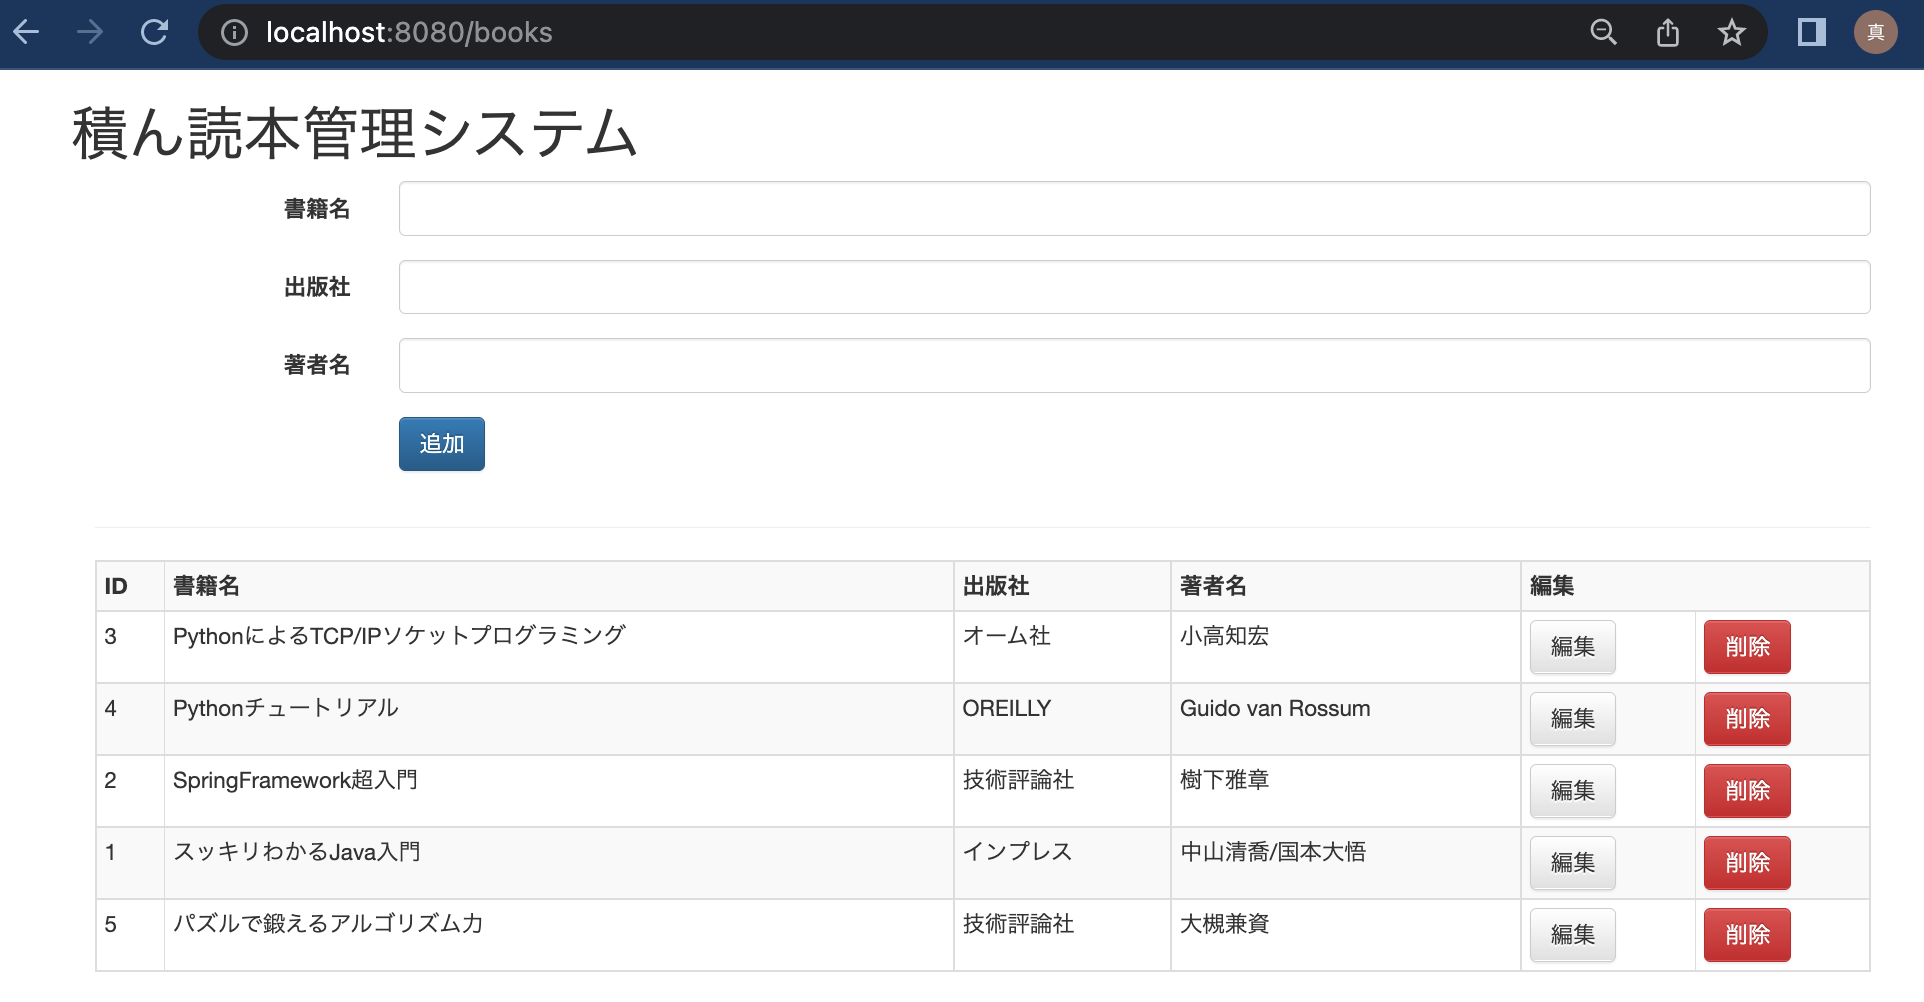 localhost:8080/books
真
積ん読本管理システム
書籍名
出版社
著者名
追加
ID 書籍名 出版社 著者名 編集
3 PythonによるTCP/IPソケットプログラミング オーム社 小高知宏 編集 削除
4 Pythonチュートリアル OREILLY Guido van Rossum 編集 削除
2 SpringFramework超入門 技術評論社 樹下雅章 編集 削除
1 スッキリわかるJava入門 インプレス 中山清喬/国本大悟 編集 削除
5 パズルで鍛えるアルゴリズム力 技術評論社 大槻兼資 編集 削除